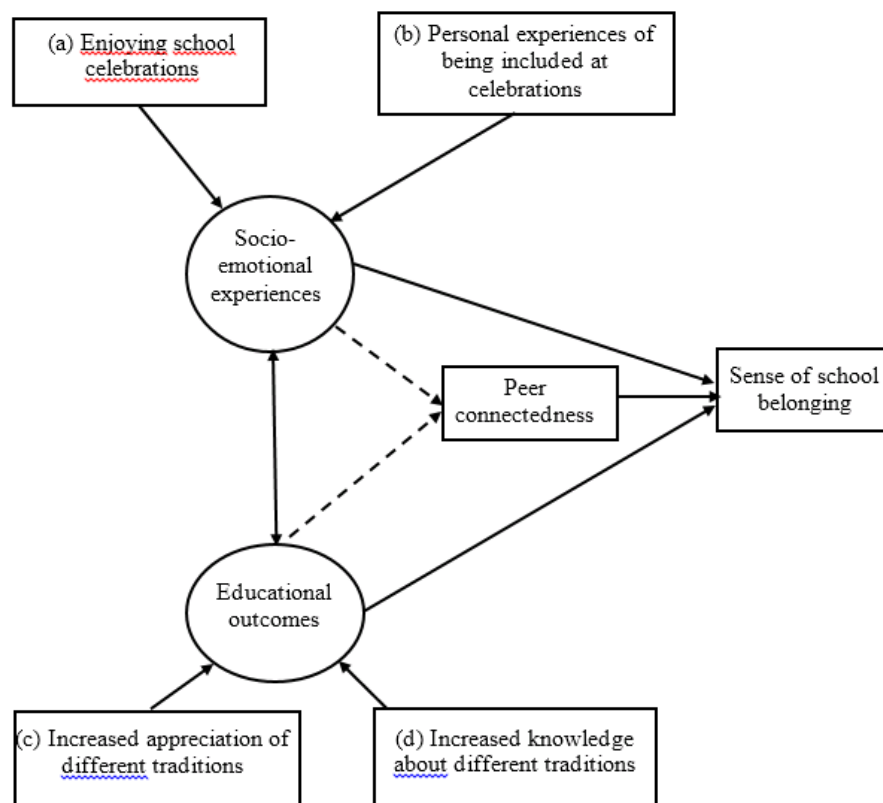 (a) Enjoying school
celebrations
(b) Personal experiences of
being included at
celebrations
Socio-
emotional
experiences
Peer
connectedness
Sense of school
belonging
Educational
outcomes
(c) Increased appreciation of
different traditions
(d) Increased knowledge
about different traditions